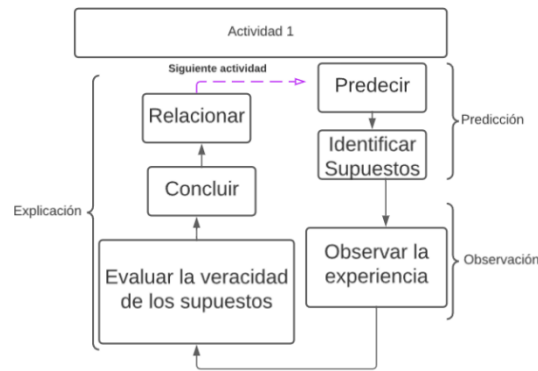 Actividad 1
Siguiente actividad
Predecir
Relacionar
Predicción
Identificar
Supuestos
Concluir
Explicación
Observar la
experiencia
Observación
Evaluar la veracidad
de los supuestos